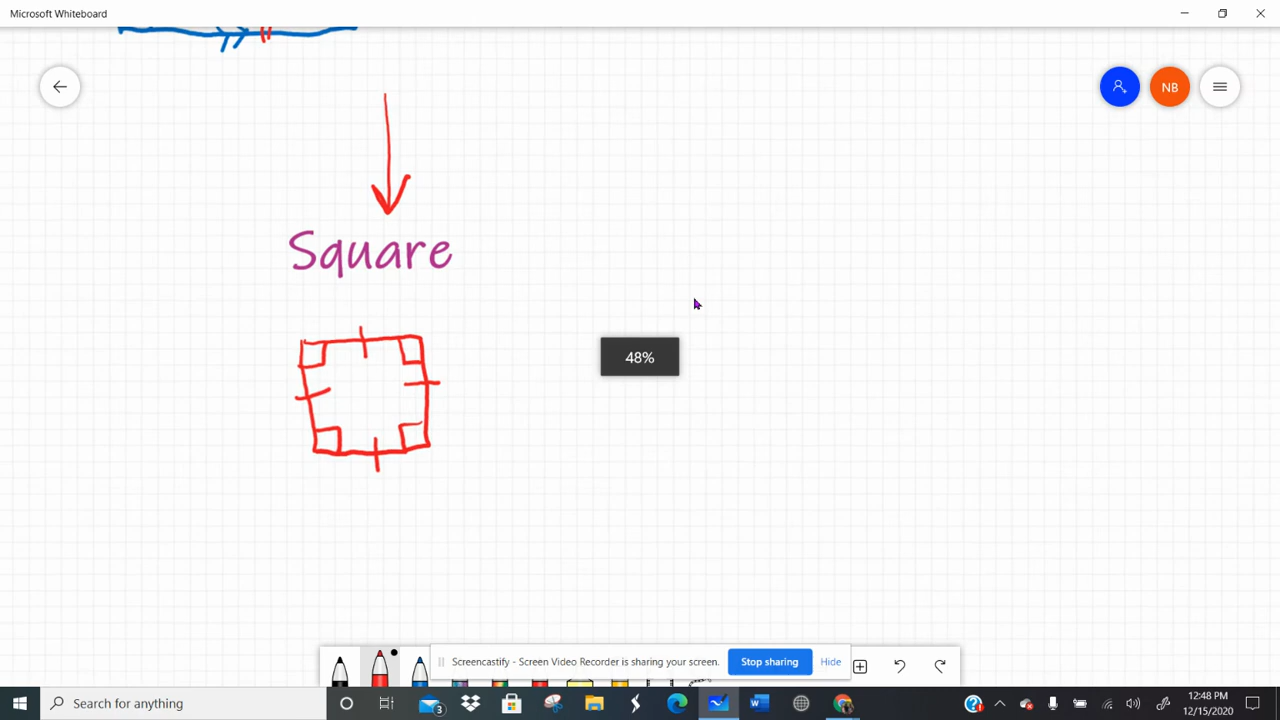 Microsoft Whiteboard
NB
Square
48%
Screencastify - Screen Video Recorder is sharing your screen.
Stop sharing
Hide
Search for anything
3
12:48 PM
12/15/2020